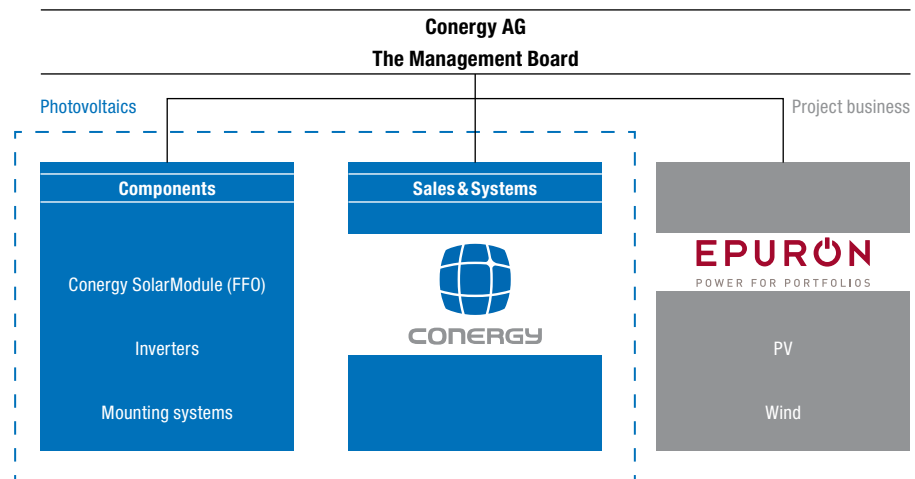 Conergy AG
The Management Board
Photovoltaics
Project business
Components
Conergy SolarModule (FFO)
Inverters
Mounting systems
Sales & Systems
CONERGY
EPURON
POWER FOR PORTFOLIOS
PV
Wind